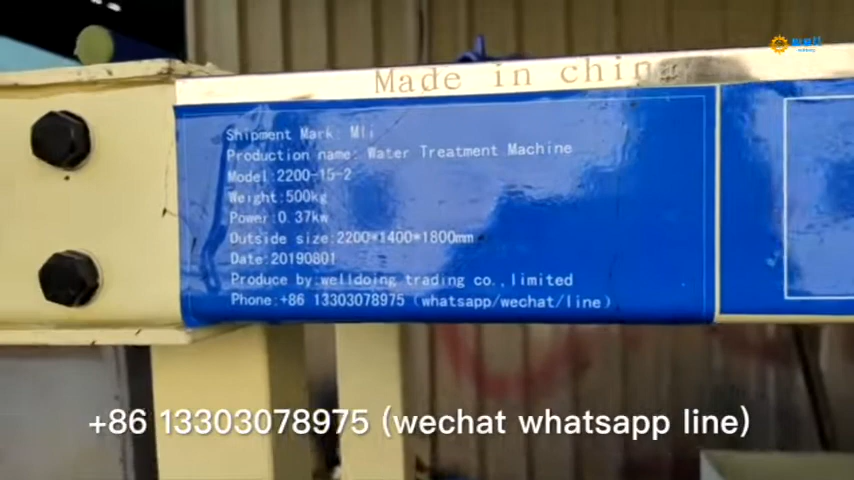 Made in china
Shipment Mark: Mli
Production name: Water Treatment Machine
Model:2200-15-2
Weight:500kg
Power:0.37kw
Outside size:2200*1400*1800mm
Date:20190801
Produce by:welldoing trading co.,limited
Phone:+86 13303078975 (whatsapp/wechat/line)
+86 13303078975 (wechat whatsapp line)